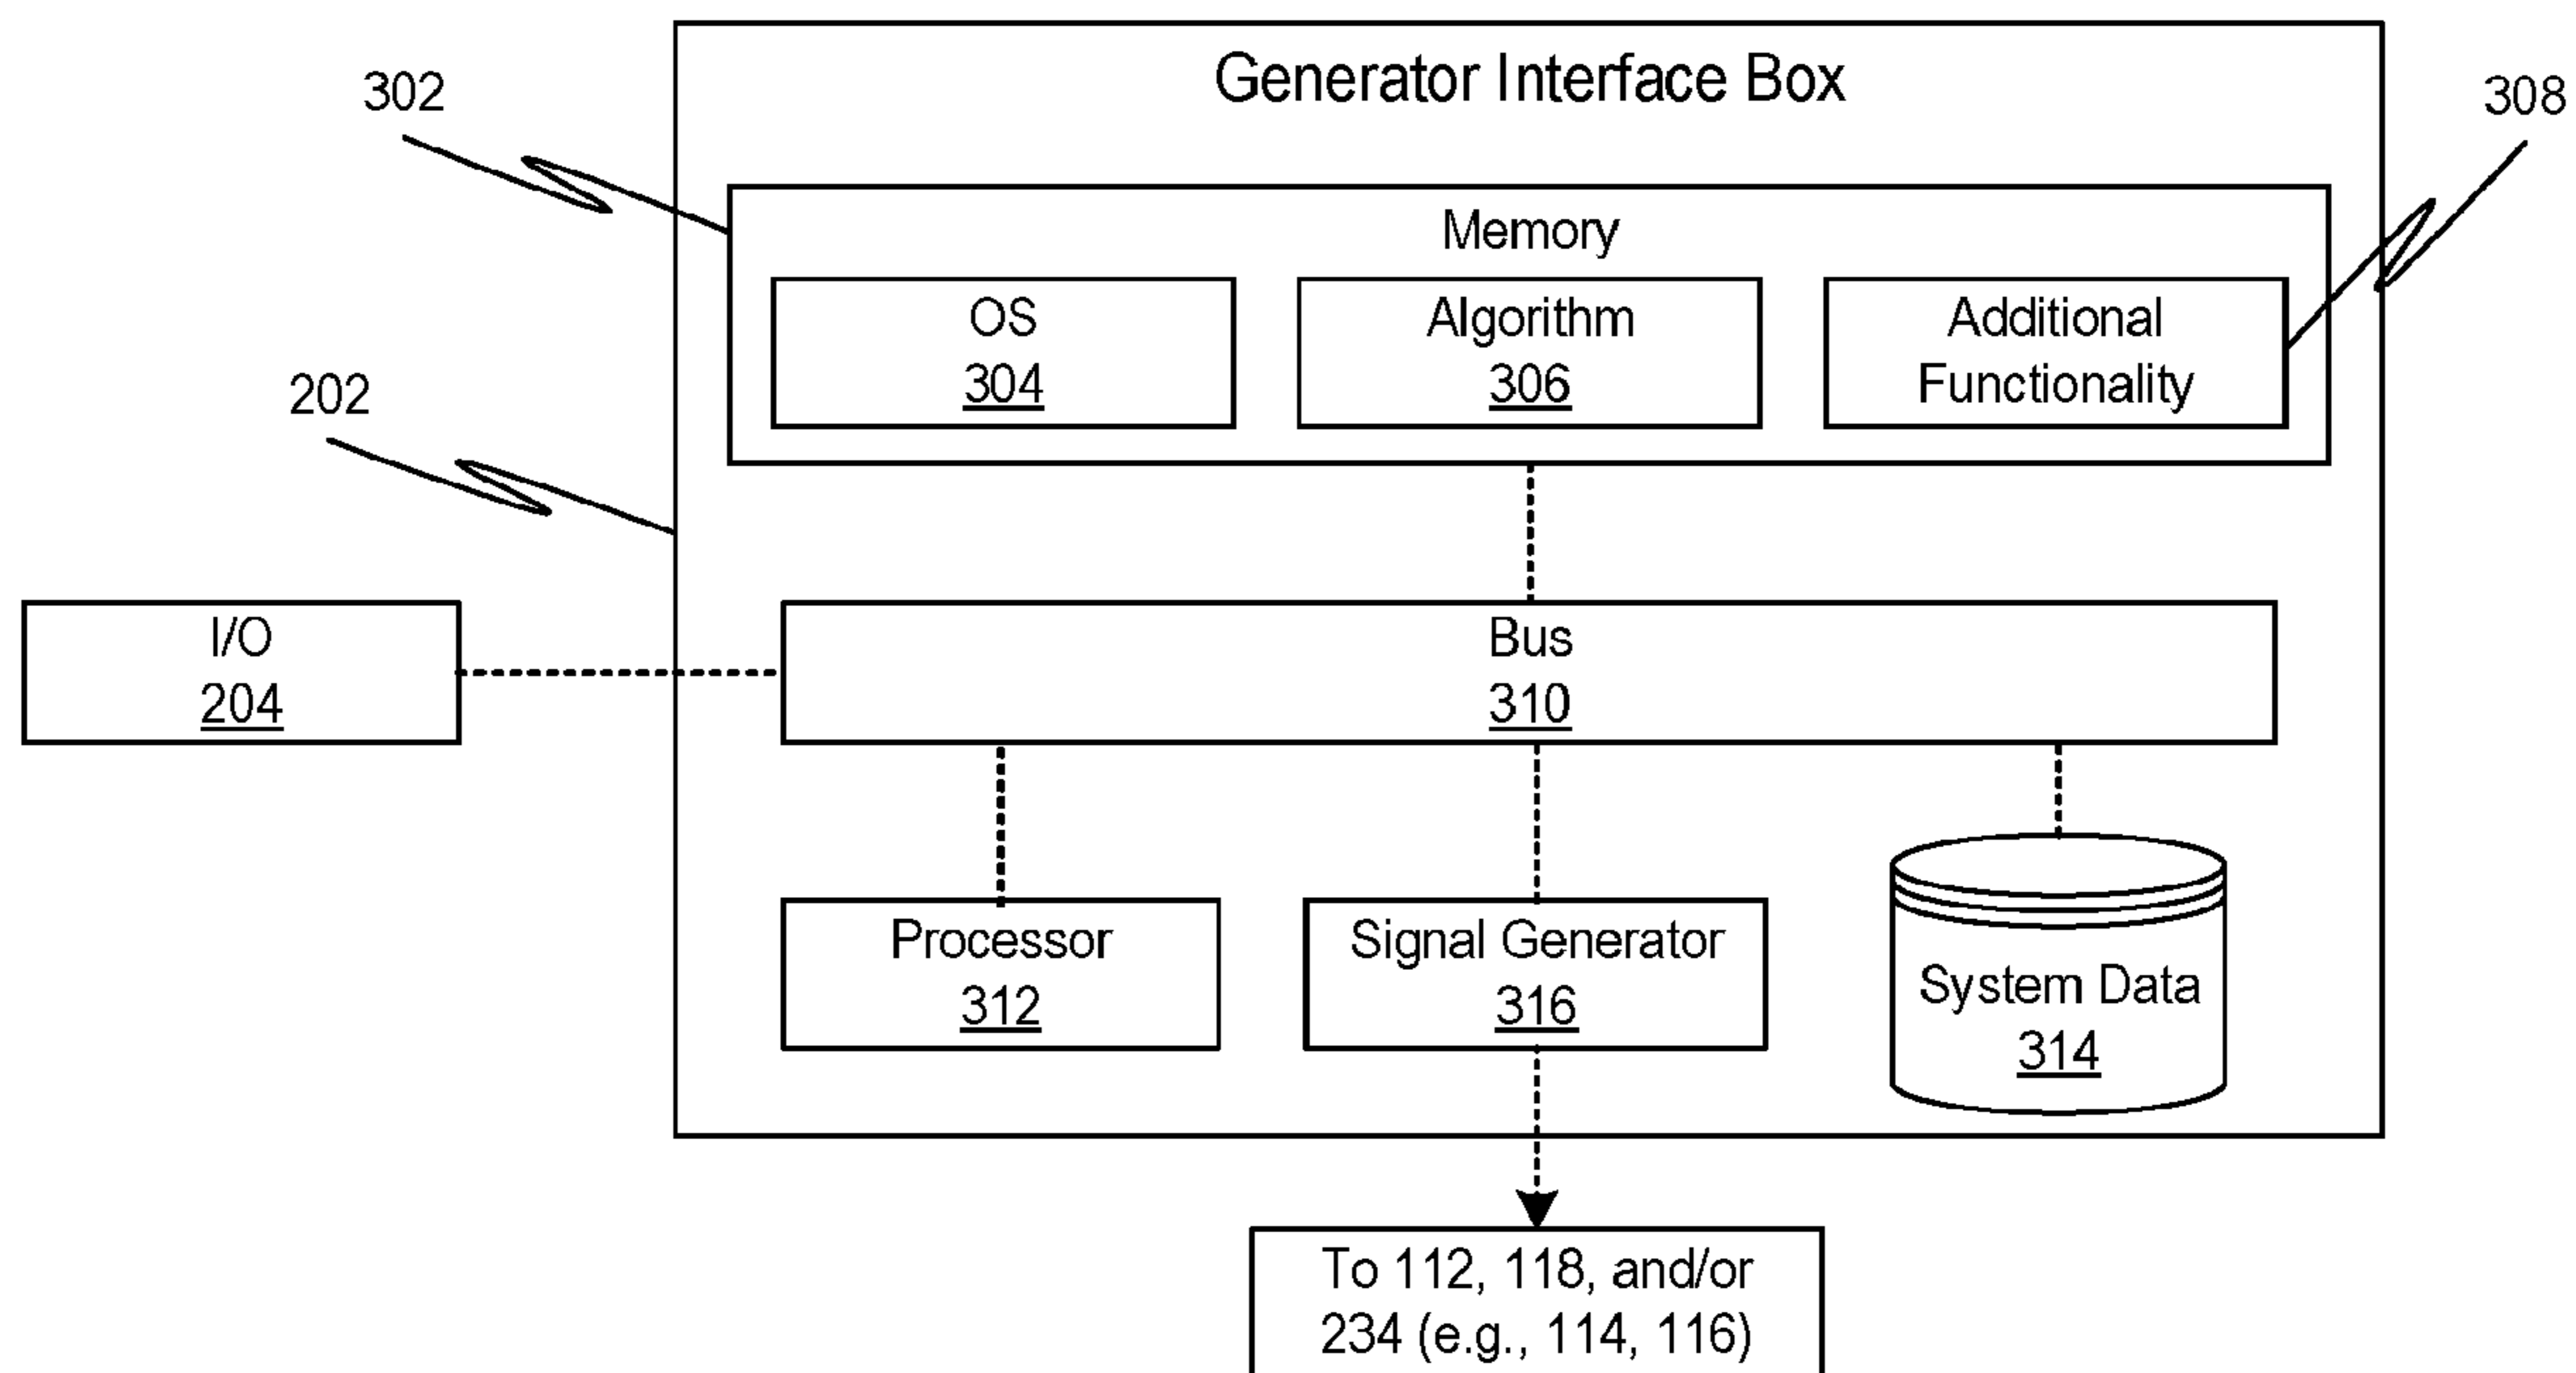 Generator Interface Box
302
308
Memory
OS
304
Algorithm
306
Additional
Functionality
202
I/O
204
Bus
310
Processor
312
Signal Generator
316
System Data
314
To 112, 118, and/or
234 (e.g., 114, 116)